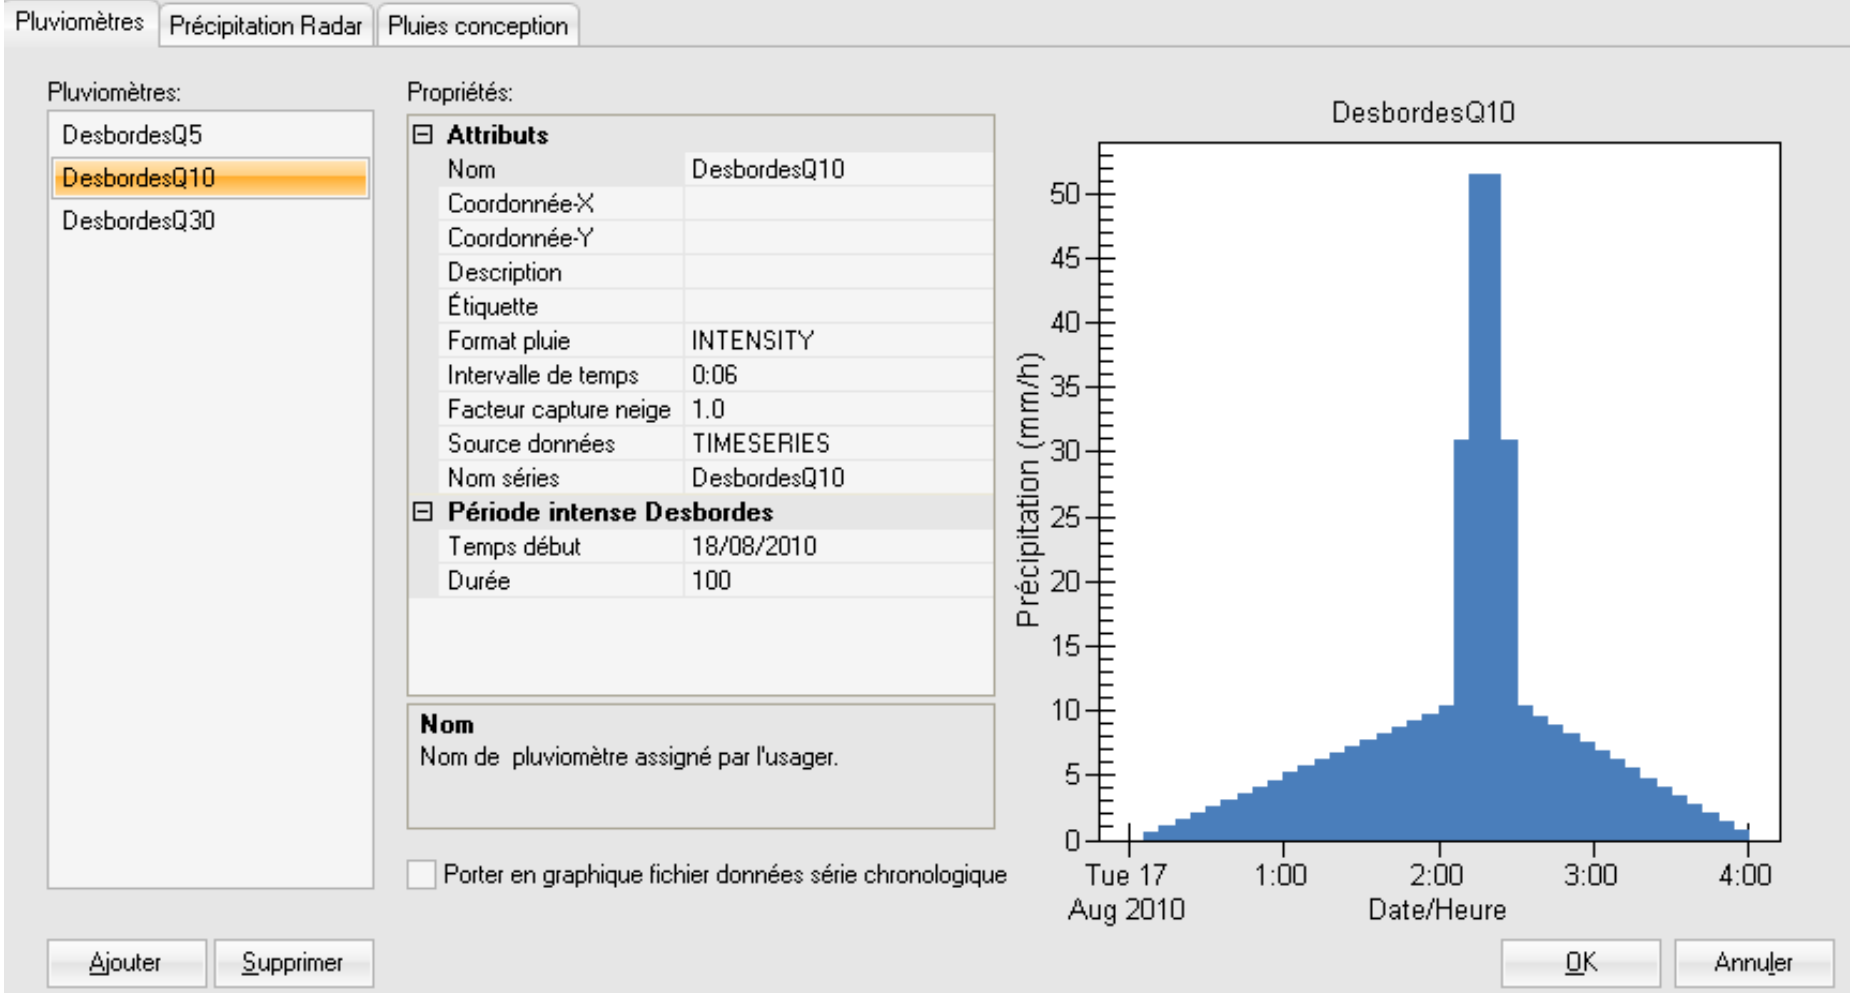 Pluviomètres Précipitation Radar Pluies conception
Pluviomètres:
DesbordesQ5
DesbordesQ10
DesbordesQ30
Propriétés:
Attributs
Nom DesbordesQ10
Coordonnée-X
Coordonnée-Y
Description
Étiquette
Format pluie INTENSITY
Intervalle de temps 0:06
Facteur capture neige 1.0
Source données TIMESERIES
Nom séries DesbordesQ10
Période intense Desbordes
Temps début 18/08/2010
Durée 100
Nom
Nom de pluviomètre assigné par l'usager.
Porter en graphique fichier données série chronologique
DesbordesQ10
Précipitation (mm/h)
50
45
40
35
30
25
20
15
10
5
0
Tue 17 1:00 2:00 3:00 4:00
Aug 2010 Date/Heure
Ajouter Supprimer OK Annuler